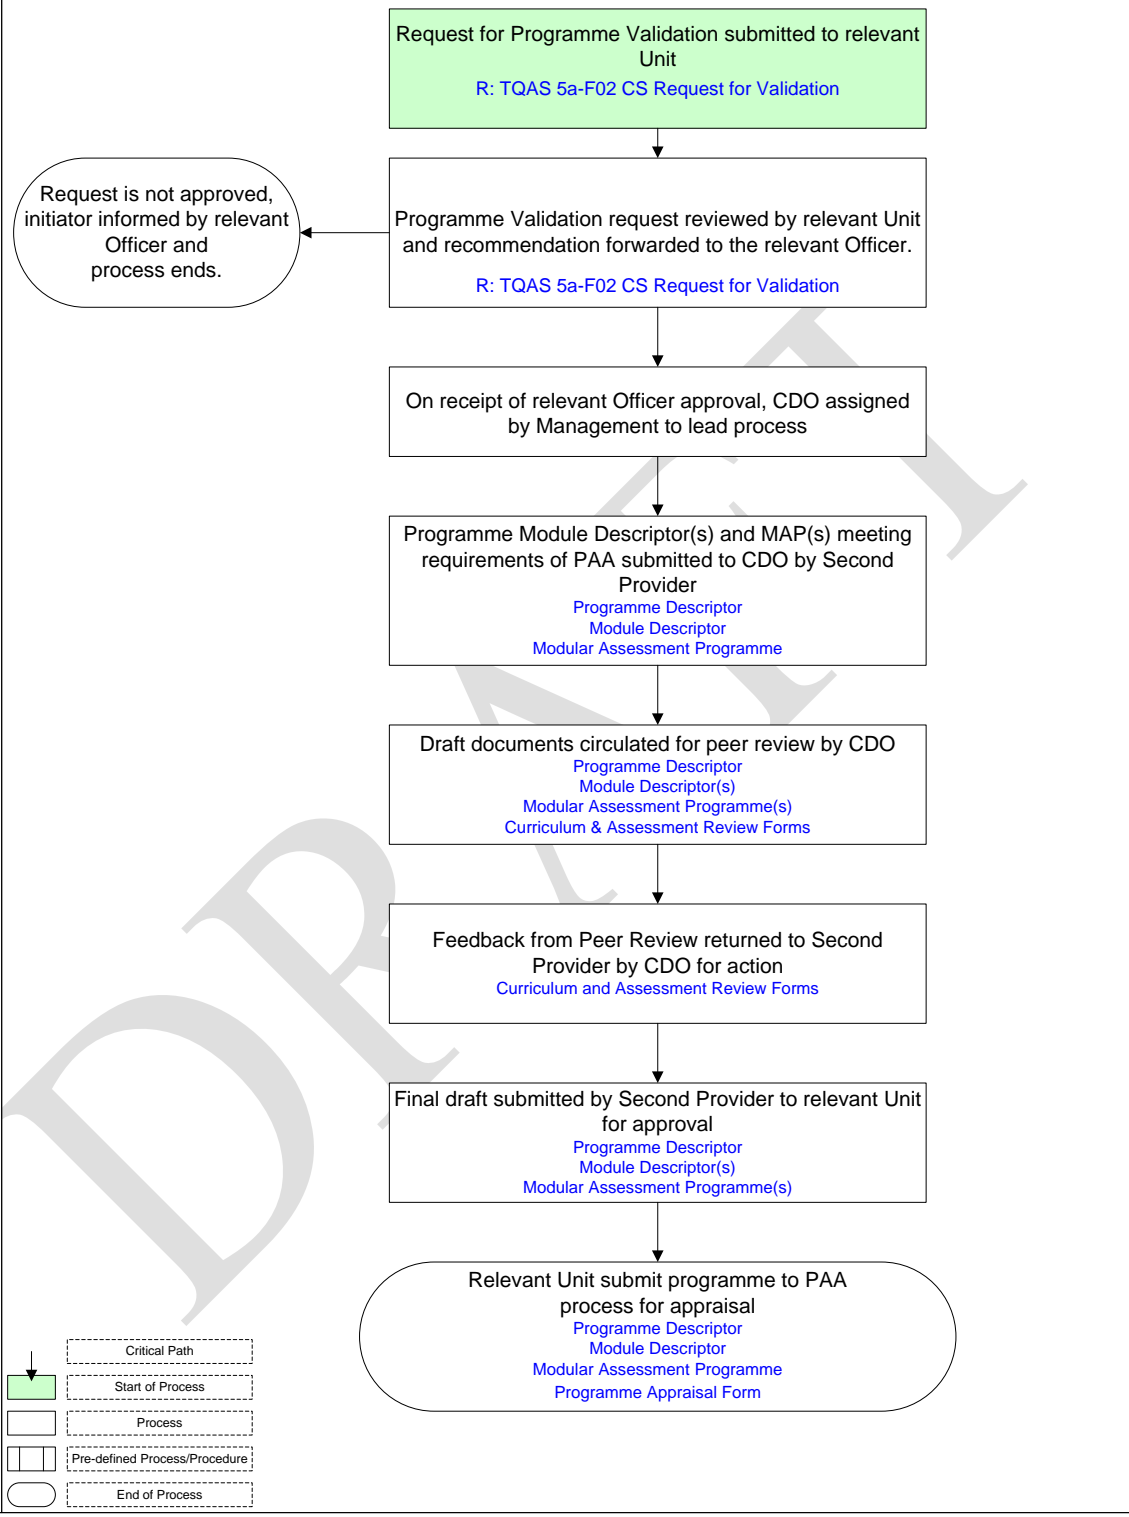 Request for Programme Validation submitted to relevant
Unit
R: TQAS 5a-F02 CS Request for Validation
Request is not approved,
initiator informed by relevant
Officer and
process ends.
Programme Validation request reviewed by relevant Unit
and recommendation forwarded to the relevant Officer.
R: TQAS 5a-F02 CS Request for Validation
On receipt of relevant Officer approval, CDO assigned
by Management to lead process
Programme Module Descriptor(s) and MAP(s) meeting
requirements of PAA submitted to CDO by Second
Provider
Programme Descriptor
Module Descriptor
Modular Assessment Programme
Draft documents circulated for peer review by CDO
Programme Descriptor
Module Descriptor(s)
Modular Assessment Programme(s)
Curriculum & Assessment Review Forms
Feedback from Peer Review returned to Second
Provider by CDO for action
Curriculum and Assessment Review Forms
Final draft submitted by Second Provider to relevant Unit
for approval
Programme Descriptor
Module Descriptor(s)
Modular Assessment Programme(s)
Relevant Unit submit programme to PAA
process for appraisal
Programme Descriptor
Module Descriptor
Modular Assessment Programme
Programme Appraisal Form
Critical Path
Start of Process
Process
Pre-defined Process/Procedure
End of Process
DRAFT